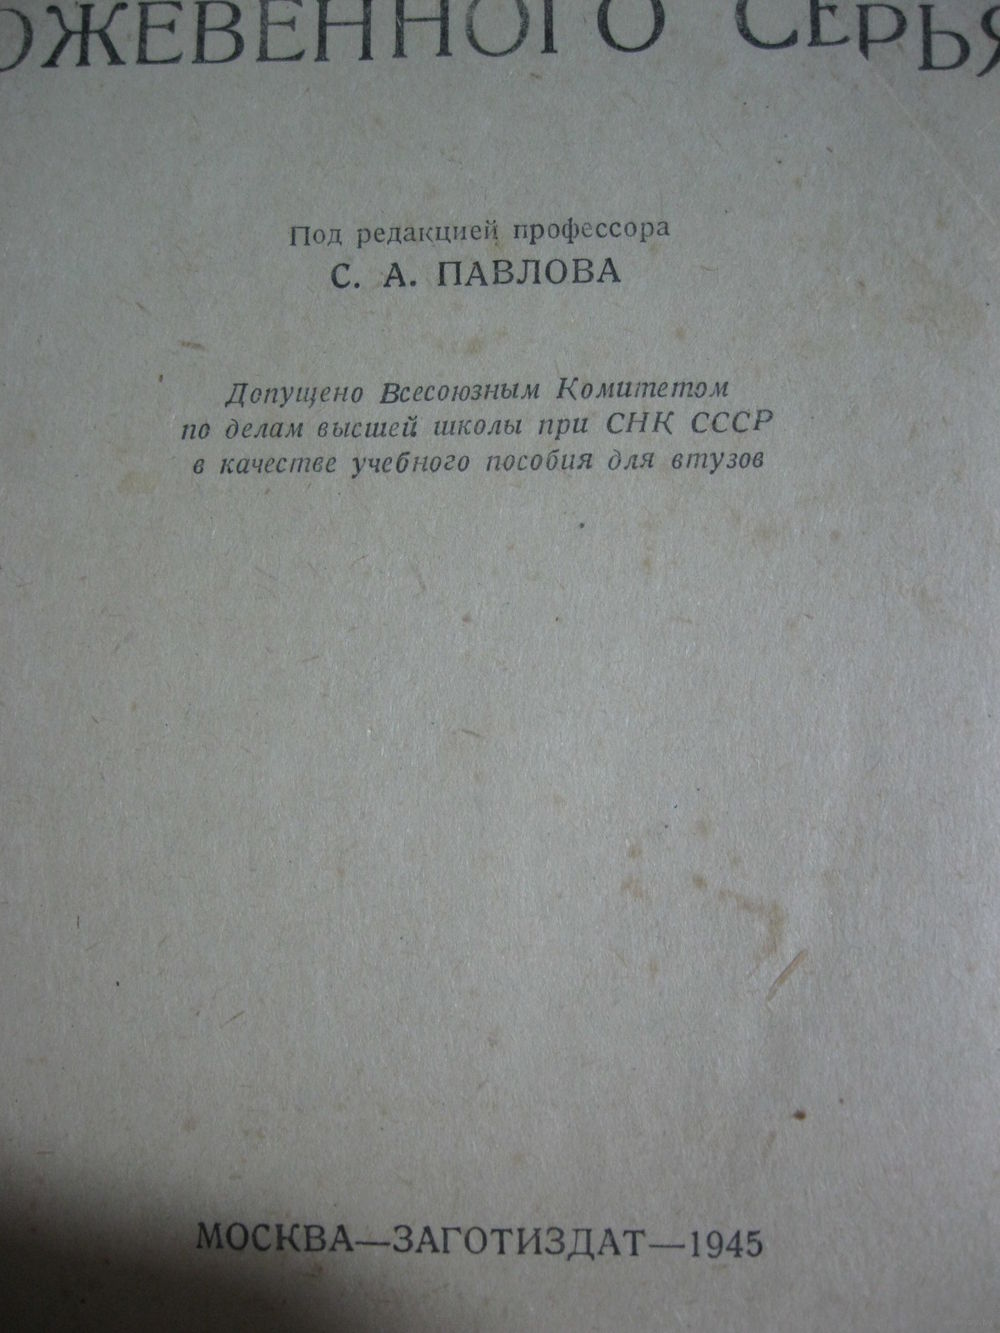 ОЖЕВЕННОГО СЕРЬЯ
Под редакцией профессора
С. А. ПАВЛОВА
Допущено Всесоюзным Комитетом
по делам высшей школы при СНК СССР
в качестве учебного пособия для втузов
МОСКВА—ЗАГОТИЗДАТ—1945